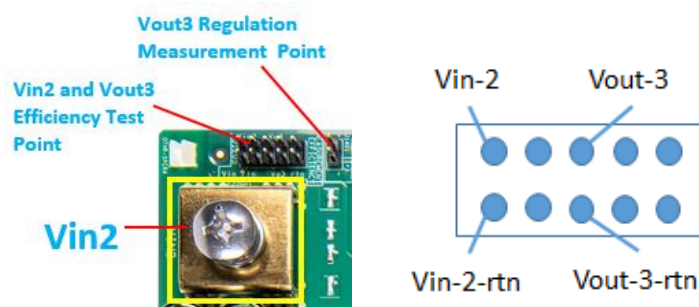 Vout3 Regulation
Measurement Point
Vin2 and Vout3
Efficiency Test
Point
Vin2
Vin-2
Vout-3
Vin-2-rtn
Vout-3-rtn